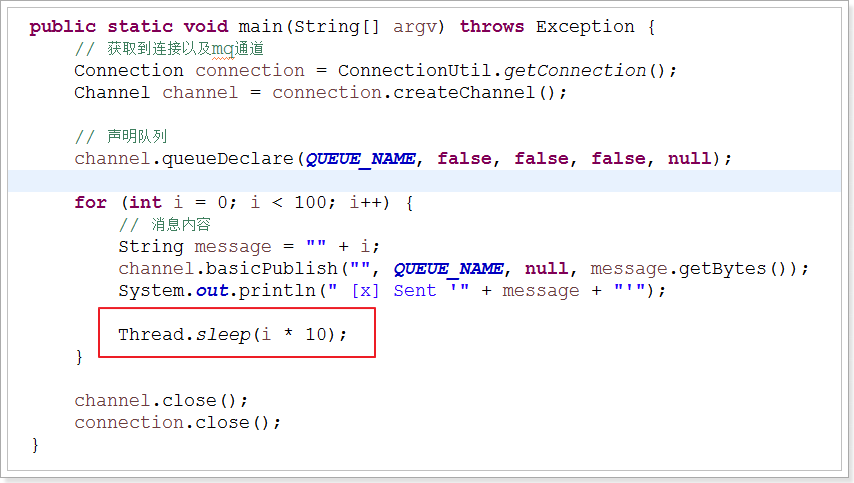 public static void main(String[] argv) throws Exception {
// 获取到连接以及mq通道
Connection connection = ConnectionUtil.getConnection();
Channel channel = connection.createChannel();
// 声明队列
channel.queueDeclare(QUEUE_NAME, false, false, false, null);
for (int i = 0; i < 100; i++) {
// 消息内容
String message = "" + i;
channel.basicPublish("", QUEUE_NAME, null, message.getBytes());
System.out.println(" [x] Sent '" + message + "'");
Thread.sleep(i * 10);
}
channel.close();
connection.close();
}